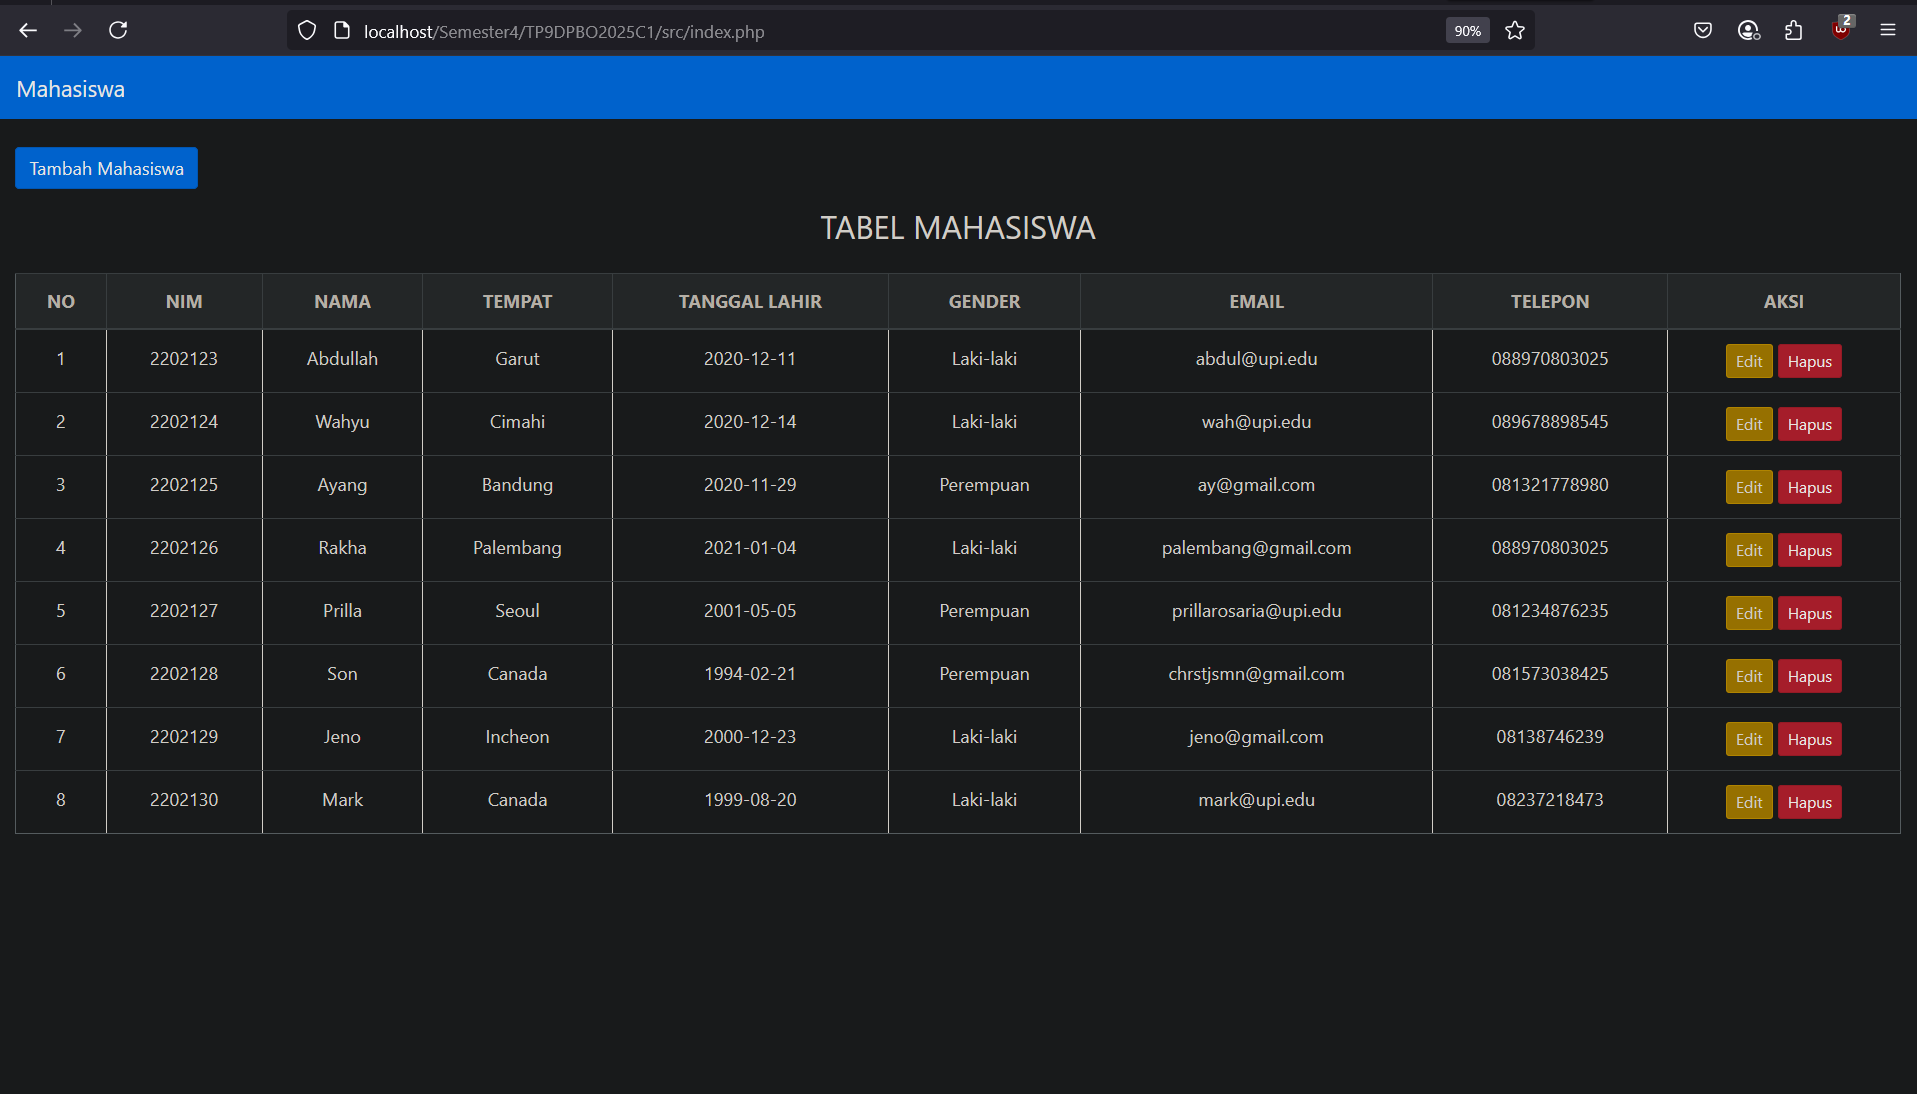 localhost/Semester4/TP9DPBO2025C1/src/index.php 90% 2
Mahasiswa
Tambah Mahasiswa
TABEL MAHASISWA
NO NIM NAMA TEMPAT TANGGAL LAHIR GENDER EMAIL TELEPON AKSI
1 2202123 Abdullah Garut 2020-12-11 Laki-laki abdul@upi.edu 088970803025 Edit Hapus
2 2202124 Wahyu Cimahi 2020-12-14 Laki-laki wah@upi.edu 089678898545 Edit Hapus
3 2202125 Ayang Bandung 2020-11-29 Perempuan ay@gmail.com 081321778980 Edit Hapus
4 2202126 Rakha Palembang 2021-01-04 Laki-laki palembang@gmail.com 088970803025 Edit Hapus
5 2202127 Prilla Seoul 2001-05-05 Perempuan prillarosaria@upi.edu 081234876235 Edit Hapus
6 2202128 Son Canada 1994-02-21 Perempuan chrstjsmn@gmail.com 081573038425 Edit Hapus
7 2202129 Jeno Incheon 2000-12-23 Laki-laki jeno@gmail.com 08138746239 Edit Hapus
8 2202130 Mark Canada 1999-08-20 Laki-laki mark@upi.edu 08237218473 Edit Hapus